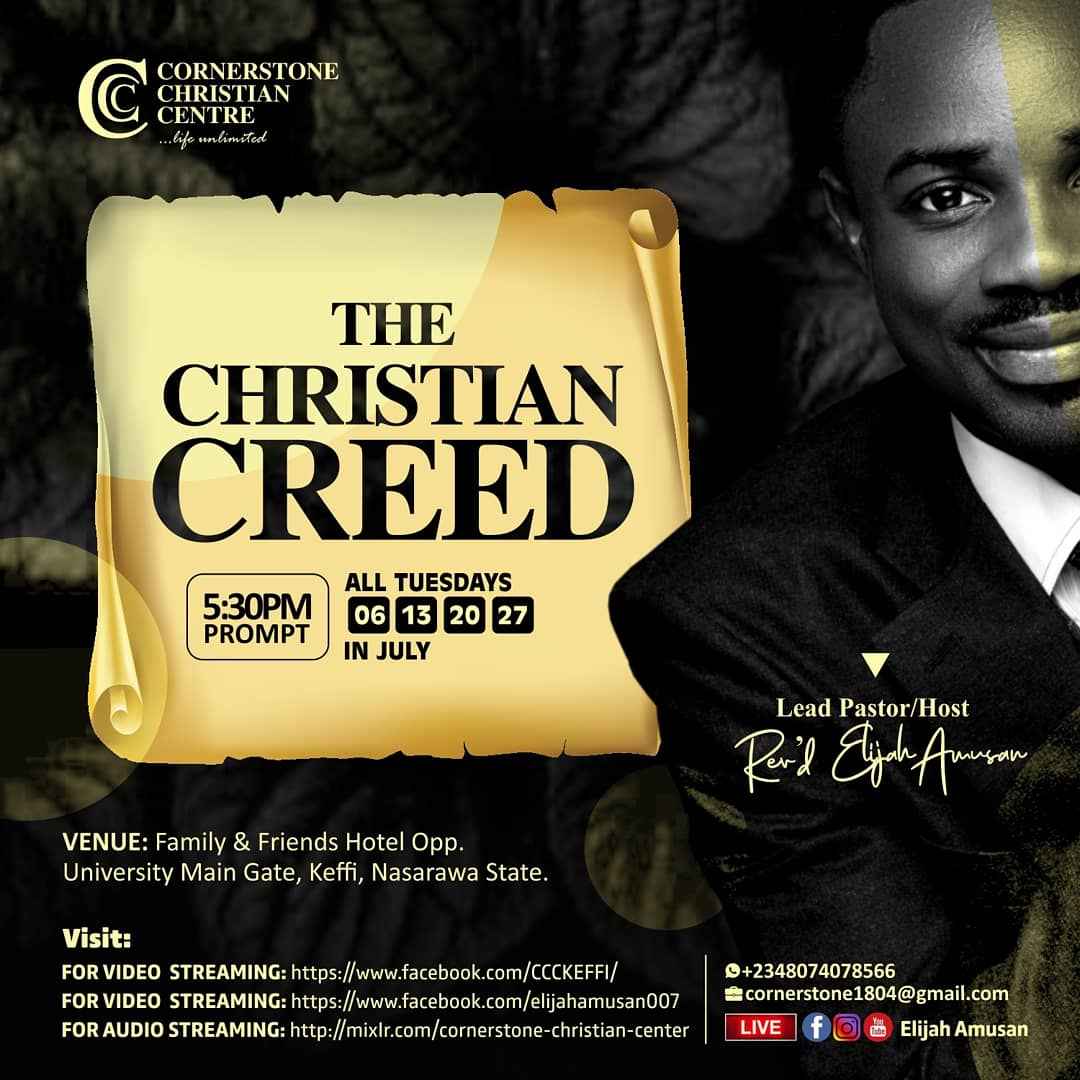 CORNERSTONE
CHRISTIAN
CENTRE
...life unlimited
THE
CHRISTIAN
CREED
5:30PM
PROMPT
ALL TUESDAYS
06 13 20 27
IN JULY
Lead Pastor/Host
Rev'd Elijah Amusan
VENUE: Family & Friends Hotel Opp.
University Main Gate, Keffi, Nasarawa State.
Visit:
FOR VIDEO STREAMING: https://www.facebook.com/CCCKEFFI/
FOR VIDEO STREAMING: https://www.facebook.com/elijahamusan007
FOR AUDIO STREAMING: http://mixlr.com/cornerstone-christian-center
+2348074078566
cornerstone1804@gmail.com
LIVE f You Tube Elijah Amusan